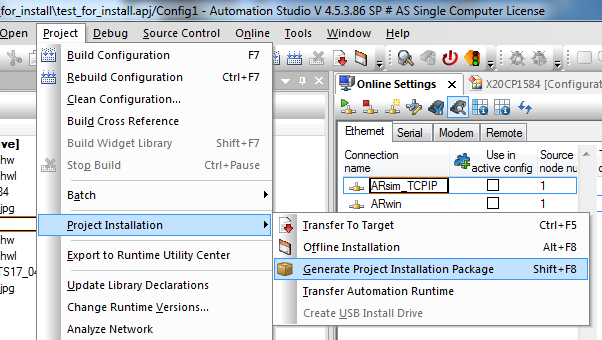 _for_install\test_for_install.apj/Config1 - Automation Studio V 4.5.3.86 SP # AS Single Computer License
Project Debug Source Control Online Tools Window
Build Configuration F7
Rebuild Configuration Ctrl+F7
Clean Configuration...
Build Cross Reference
Build Widget Library Shift+F7
Stop Build Ctrl+Pause
Batch
Project Installation
Export to Runtime Utility Center
Update Library Declarations
Change Runtime Versions...
Analyze Network
Transfer To Target Ctrl+F5
Offline Installation Alt+F8
Generate Project Installation Package Shift+F8
Transfer Automation Runtime
Create USB Install Drive
Online Settings X20CP1584 [Configurat
Ethernet Serial Modem Remote
Connection name Use in active config Source node nu
ARsim_TCPIP 1
ARwin 1
ve]
hw
hwl
84
.jpg
hw
hwl
TS17_04
.jpg